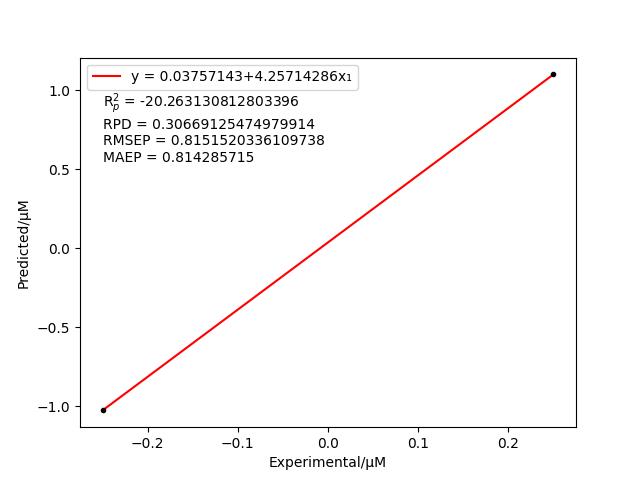 y = 0.03757143+4.25714286x₁
R²ₚ = -20.263130812803396
RPD = 0.30669125474979914
RMSEP = 0.8151520336109738
MAEP = 0.814285715
1.0
0.5
0.0
−0.5
−1.0
Predicted/μM
−0.2
−0.1
0.0
0.1
0.2
Experimental/μM